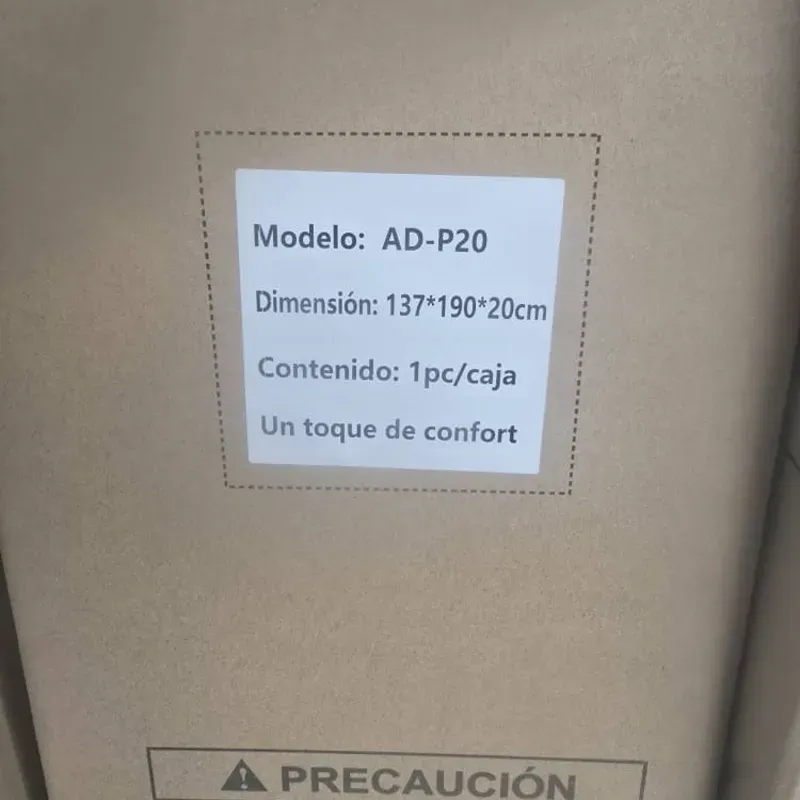 Modelo: AD-P20
Dimensión: 137*190*20cm
Contenido: 1pc/caja
Un toque de confort
PRECAUCIÓN